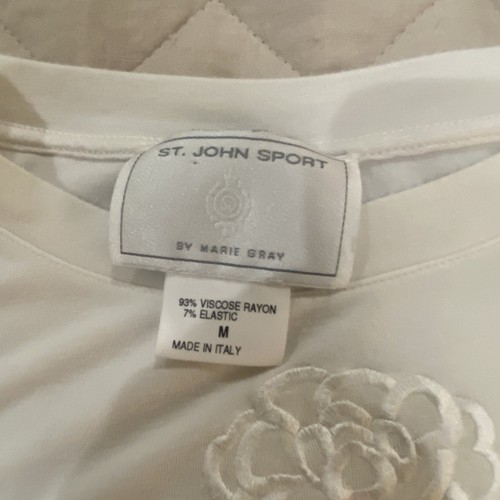 ST. JOHN SPORT
BY MARIE GRAY
93% VISCOSE RAYON
7% ELASTIC
M
MADE IN ITALY